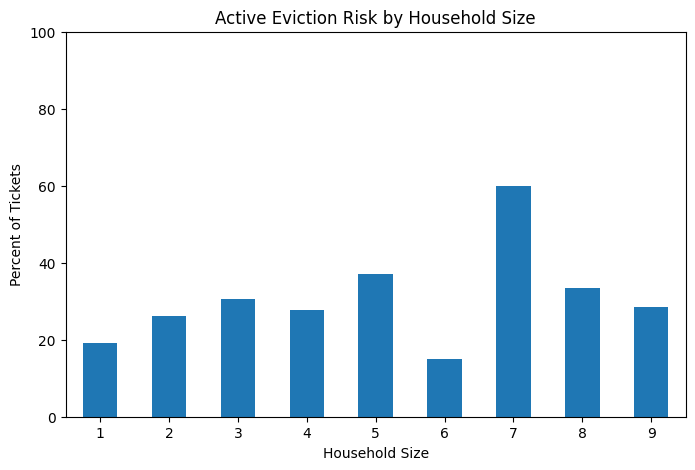 Active Eviction Risk by Household Size
100
80
60
40
20
0
Percent of Tickets
1 2 3 4 5 6 7 8 9
Household Size